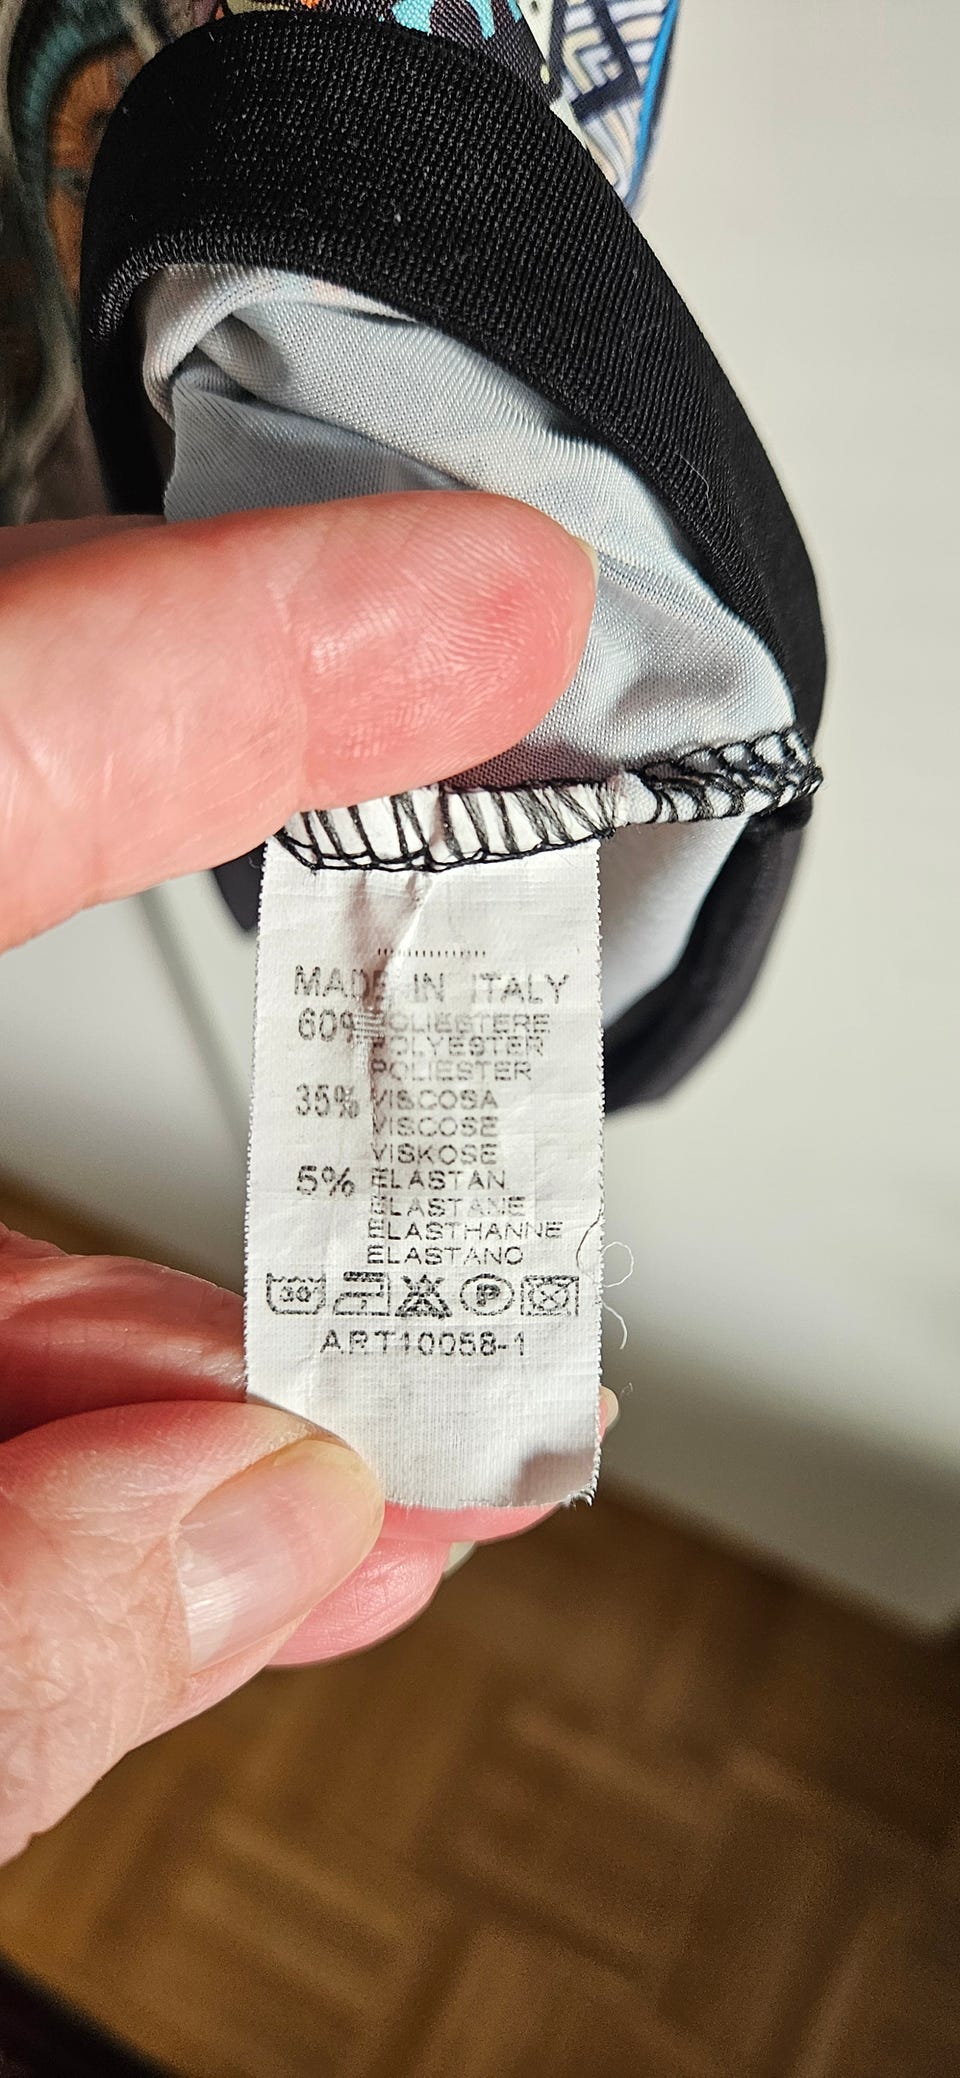 MADE IN ITALY
60% POLIESTERE
POLYESTER
POLIESTER
35% VISCOSA
VISCOSE
VISKOSE
5% ELASTAN
ELASTANE
ELASTHANNE
ELASTANO
30° P
ART10058-1